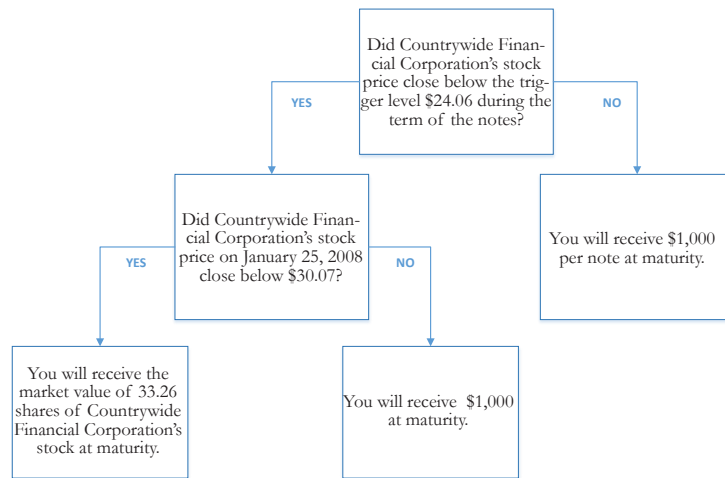 Did Countrywide Finan-
cial Corporation's stock
price close below the trig-
ger level $24.06 during the
term of the notes?
YES
NO
Did Countrywide Finan-
cial Corporation's stock
price on January 25, 2008
close below $30.07?
You will receive $1,000
per note at maturity.
YES
NO
You will receive the
market value of 33.26
shares of Countrywide
Financial Corporation's
stock at maturity.
You will receive $1,000
at maturity.